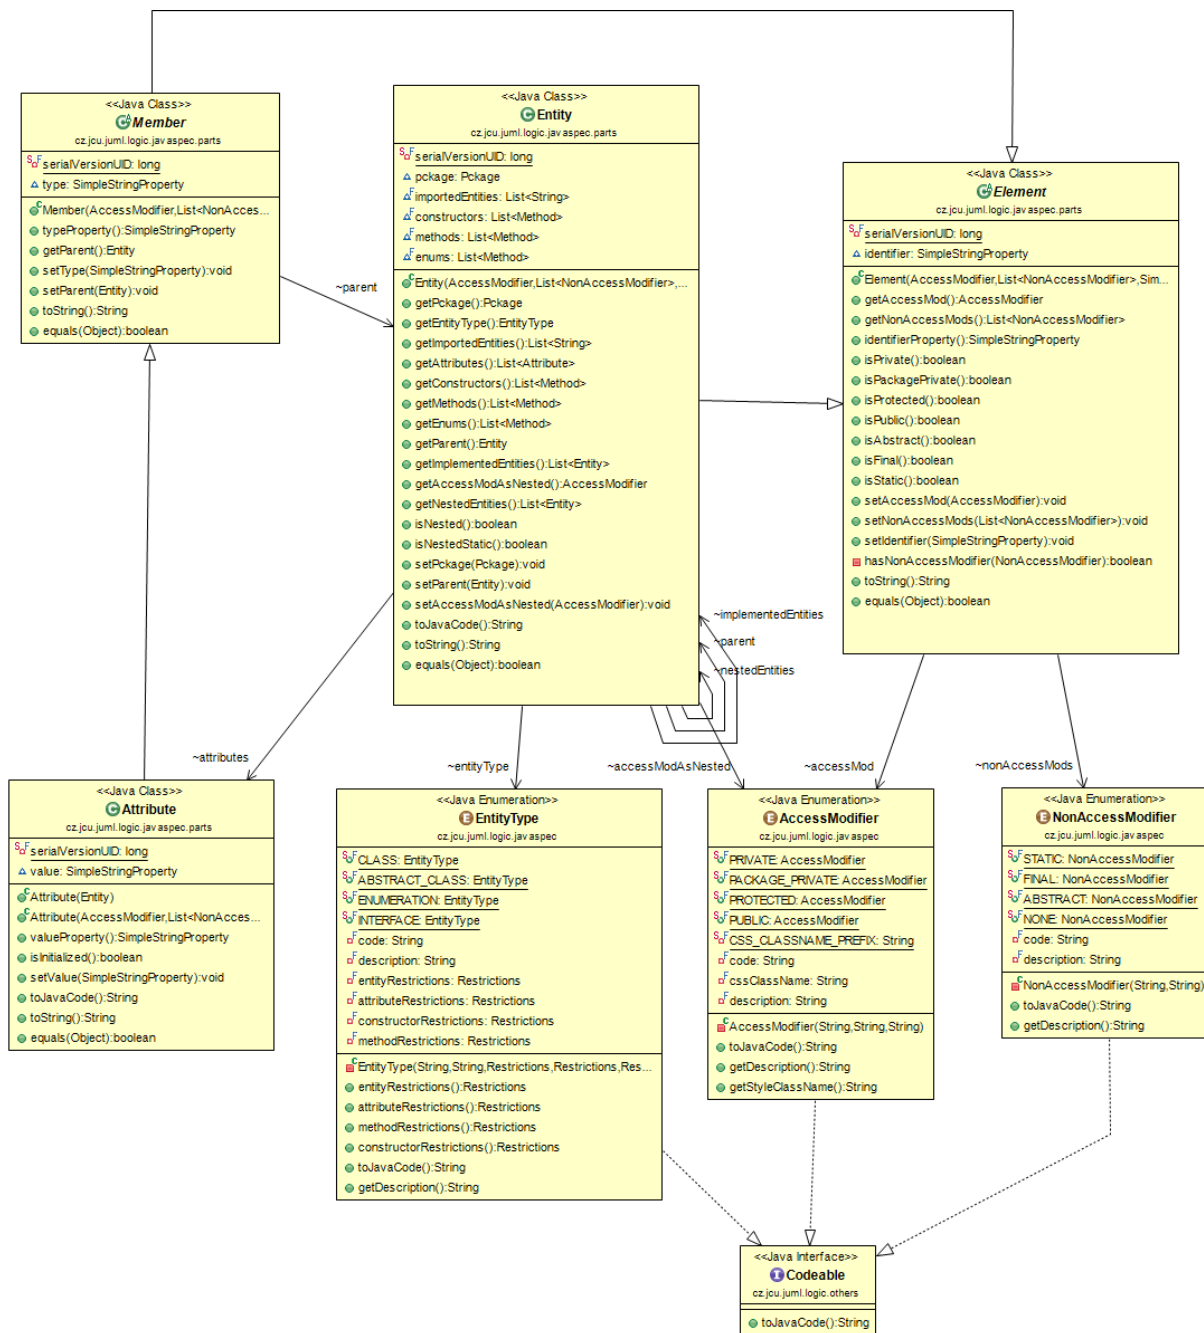 <<Java Class>>
Member
cz.jcu.juml.logic.javaspec.parts
serialVersionUID: long
type: SimpleStringProperty
Member(AccessModifier,List<NonAcces...
typeProperty():SimpleStringProperty
getParent():Entity
setType(SimpleStringProperty):void
setParent(Entity):void
toString():String
equals(Object):boolean
~parent
<<Java Class>>
Entity
cz.jcu.juml.logic.javaspec.parts
serialVersionUID: long
pckage: Pckage
importedEntities: List<String>
constructors: List<Method>
methods: List<Method>
enums: List<Method>
Entity(AccessModifier,List<NonAccessModifier>,...
getPckage():Pckage
getEntityType():EntityType
getImportedEntities():List<String>
getAttributes():List<Attribute>
getConstructors():List<Method>
getMethods():List<Method>
getEnums():List<Method>
getParent():Entity
getImplementedEntities():List<Entity>
getAccessModAsNested():AccessModifier
getNestedEntities():List<Entity>
isNested():boolean
isNestedStatic():boolean
setPckage(Pckage):void
setParent(Entity):void
setAccessModAsNested(AccessModifier):void
toJavaCode():String
toString():String
equals(Object):boolean
<<Java Class>>
Element
cz.jcu.juml.logic.javaspec.parts
serialVersionUID: long
identifier: SimpleStringProperty
Element(AccessModifier,List<NonAccessModifier>,Sim...
getAccessMod():AccessModifier
getNonAccessMods():List<NonAccessModifier>
identifierProperty():SimpleStringProperty
isPrivate():boolean
isPackagePrivate():boolean
isProtected():boolean
isPublic():boolean
isAbstract():boolean
isFinal():boolean
isStatic():boolean
setAccessMod(AccessModifier):void
setNonAccessMods(List<NonAccessModifier>):void
setIdentifier(SimpleStringProperty):void
hasNonAccessModifier(NonAccessModifier):boolean
toString():String
equals(Object):boolean
~implementedEntities
~parent
~nestedEntities
~attributes
~entityType
~accessModAsNested
~accessMod
~nonAccessMods
<<Java Class>>
Attribute
cz.jcu.juml.logic.javaspec.parts
serialVersionUID: long
value: SimpleStringProperty
Attribute(Entity)
Attribute(AccessModifier,List<NonAcces...
valueProperty():SimpleStringProperty
isInitialized():boolean
setValue(SimpleStringProperty):void
toJavaCode():String
toString():String
equals(Object):boolean
<<Java Enumeration>>
EntityType
cz.jcu.juml.logic.javaspec
CLASS: EntityType
ABSTRACT_CLASS: EntityType
ENUMERATION: EntityType
INTERFACE: EntityType
code: String
description: String
entityRestrictions: Restrictions
attributeRestrictions: Restrictions
constructorRestrictions: Restrictions
methodRestrictions: Restrictions
EntityType(String,String,Restrictions,Restrictions,Res...
entityRestrictions():Restrictions
attributeRestrictions():Restrictions
methodRestrictions():Restrictions
constructorRestrictions():Restrictions
toJavaCode():String
getDescription():String
<<Java Enumeration>>
AccessModifier
cz.jcu.juml.logic.javaspec
PRIVATE: AccessModifier
PACKAGE_PRIVATE: AccessModifier
PROTECTED: AccessModifier
PUBLIC: AccessModifier
CSS_CLASSNAME_PREFIX: String
code: String
cssClassName: String
description: String
AccessModifier(String,String,String)
toJavaCode():String
getDescription():String
getStyleClassName():String
<<Java Enumeration>>
NonAccessModifier
cz.jcu.juml.logic.javaspec
STATIC: NonAccessModifier
FINAL: NonAccessModifier
ABSTRACT: NonAccessModifier
NONE: NonAccessModifier
code: String
description: String
NonAccessModifier(String,String)
toJavaCode():String
getDescription():String
<<Java Interface>>
Codeable
cz.jcu.juml.logic.others
toJavaCode():String